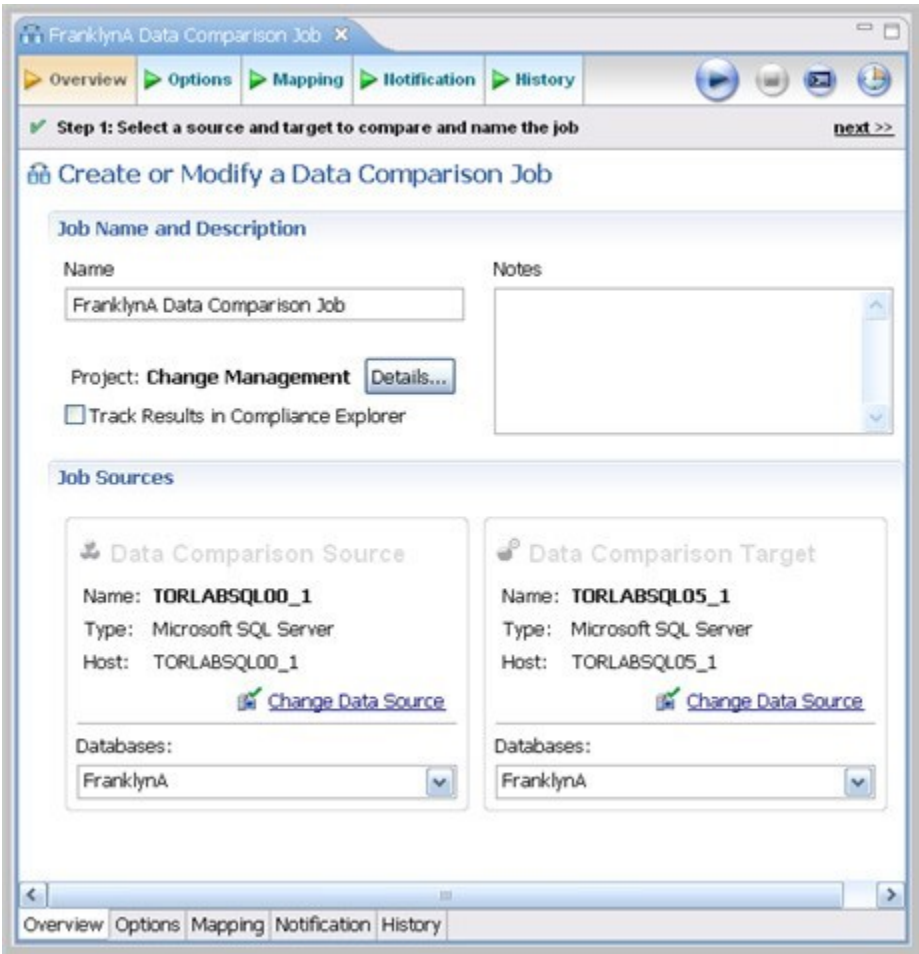 FranklynA Data Comparison Job
Overview Options Mapping Notification History
Step 1: Select a source and target to compare and name the job next >>
Create or Modify a Data Comparison Job
Job Name and Description
Name Notes
FranklynA Data Comparison Job
Project: Change Management Details...
Track Results in Compliance Explorer
Job Sources
Data Comparison Source Data Comparison Target
Name: TORLABSQL00_1 Name: TORLABSQL05_1
Type: Microsoft SQL Server Type: Microsoft SQL Server
Host: TORLABSQL00_1 Host: TORLABSQL05_1
Change Data Source Change Data Source
Databases: Databases:
FranklynA FranklynA
Overview Options Mapping Notification History